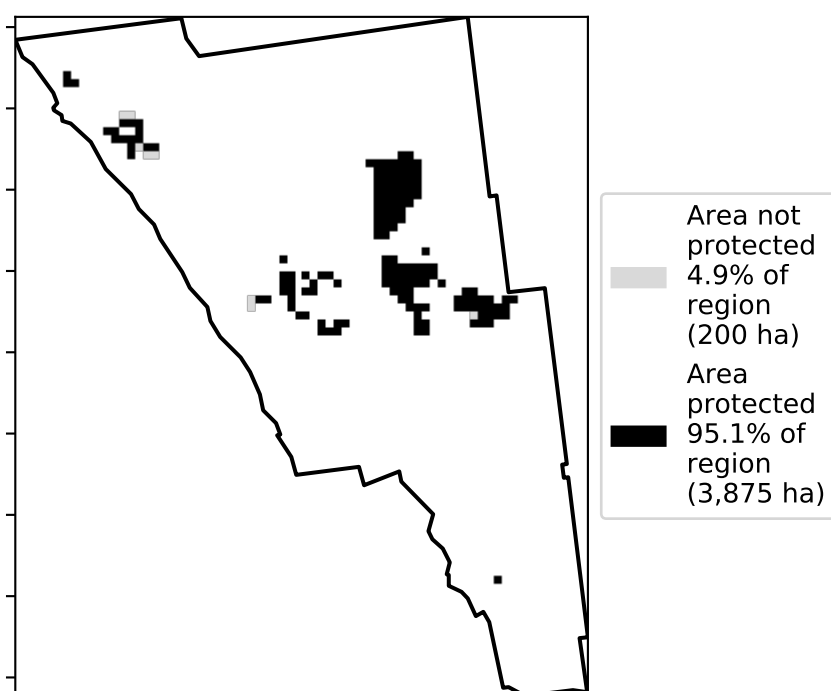 Area not
protected
4.9% of
region
(200 ha)
Area
protected
95.1% of
region
(3,875 ha)